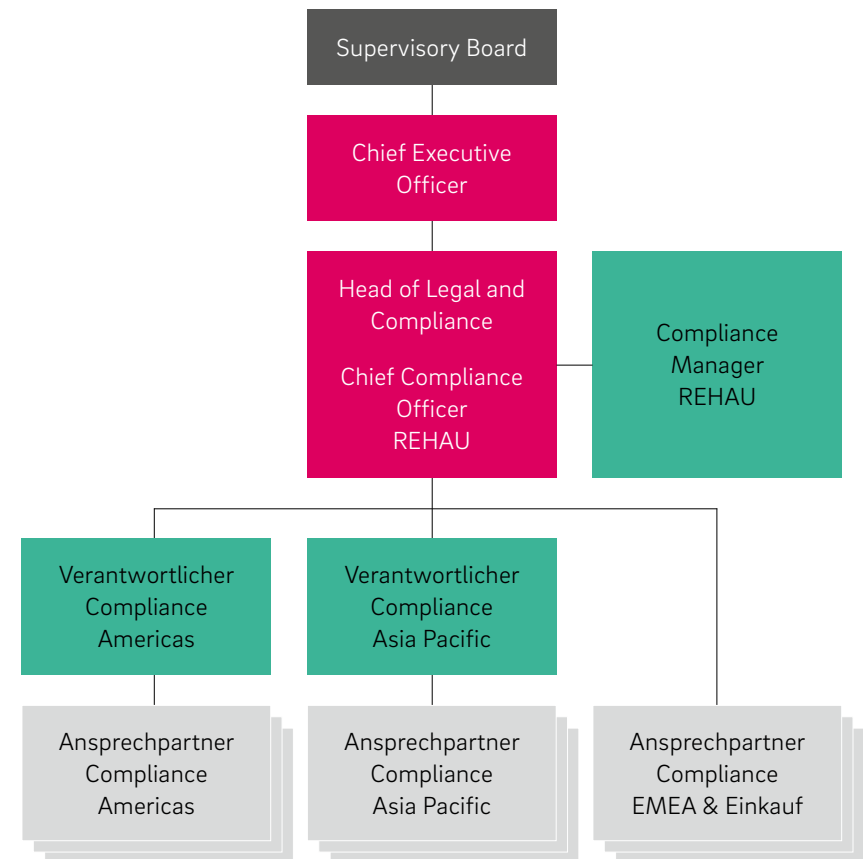 Supervisory Board
Chief Executive
Officer
Head of Legal and
Compliance
Chief Compliance
Officer
REHAU
Compliance
Manager
REHAU
Verantwortlicher
Compliance
Americas
Verantwortlicher
Compliance
Asia Pacific
Ansprechpartner
Compliance
Americas
Ansprechpartner
Compliance
Asia Pacific
Ansprechpartner
Compliance
EMEA & Einkauf